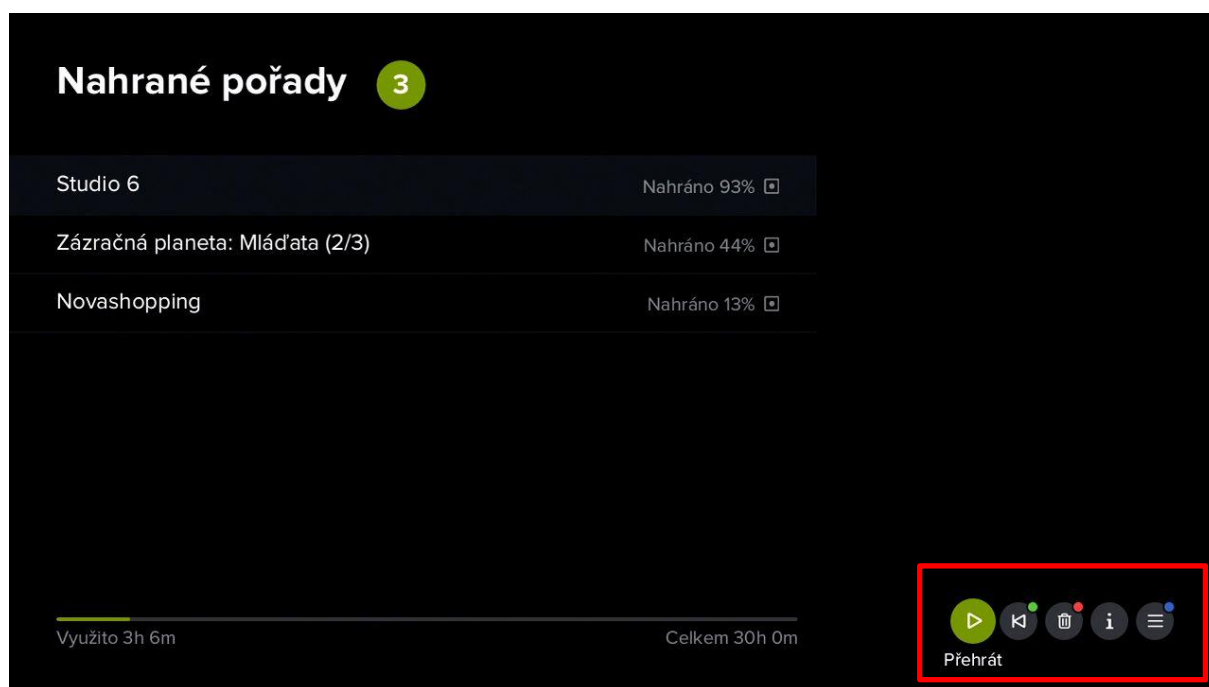 Nahrané pořady 3
Studio 6 Nahráno 93%
Zázračná planeta: Mláďata (2/3) Nahráno 44%
Novashopping Nahráno 13%
Využito 3h 6m Celkem 30h 0m
Přehrát